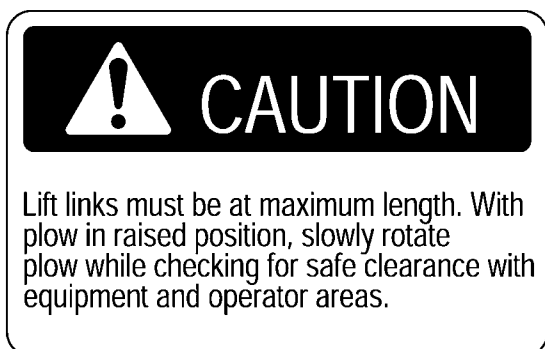 CAUTION
Lift links must be at maximum length. With
plow in raised position, slowly rotate
plow while checking for safe clearance with
equipment and operator areas.